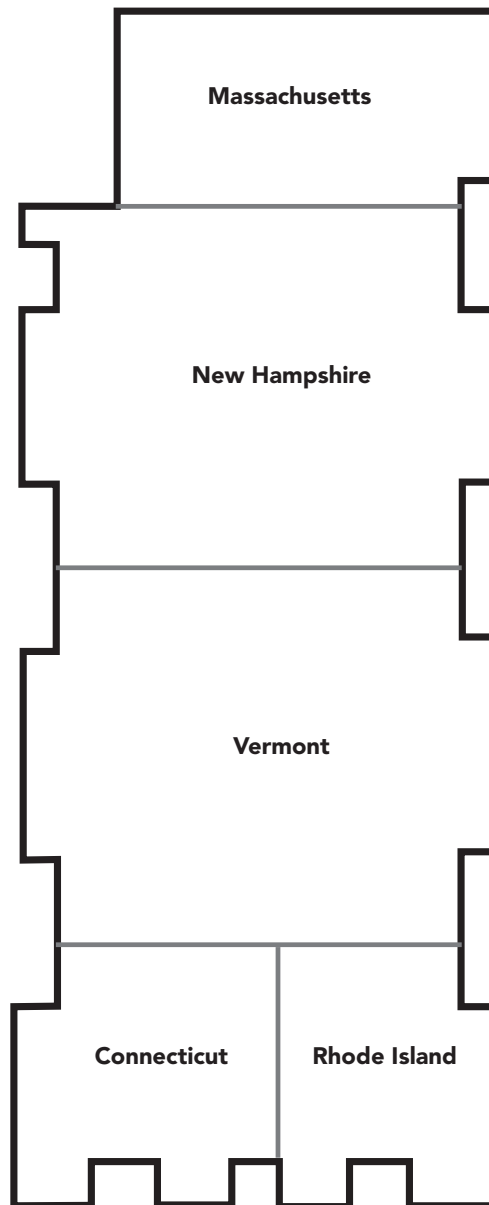 Massachusetts
New Hampshire
Vermont
Connecticut
Rhode Island